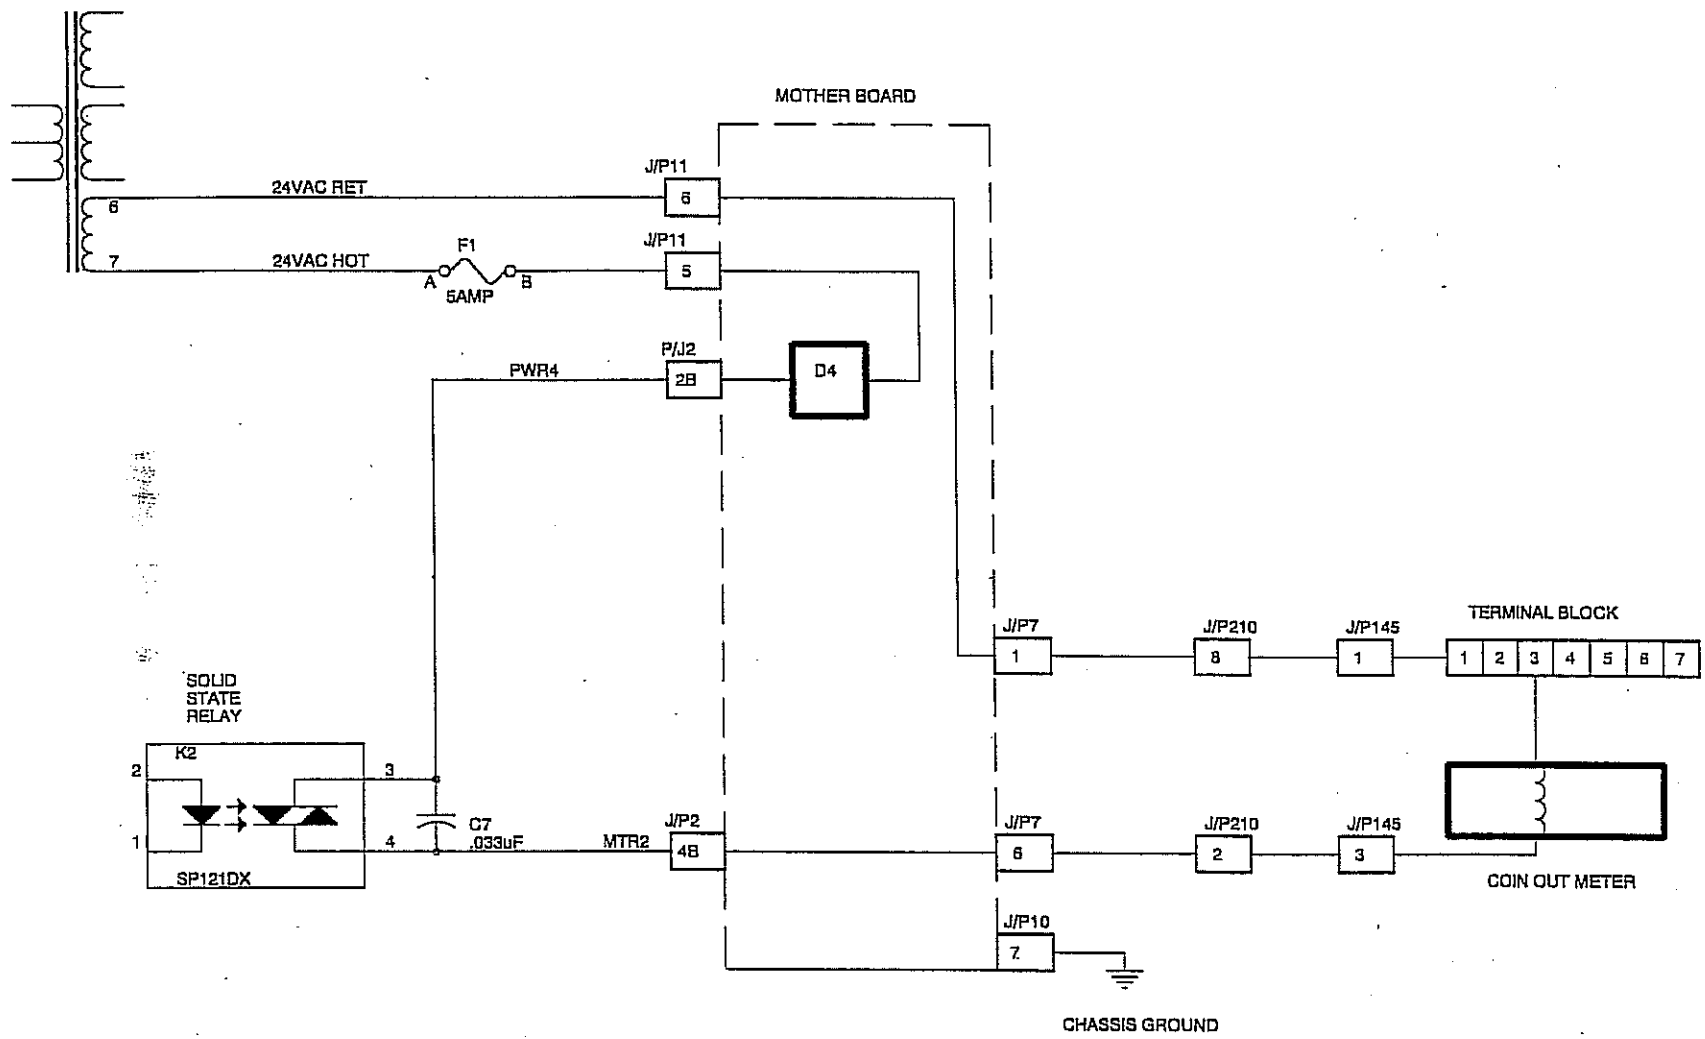 MOTHER BOARD
J/P11
24VAC RET
6
6
J/P11
F1
24VAC HOT
7
5
A
B
5AMP
P/J2
PWR4
2B
D4
TERMINAL BLOCK
J/P7
J/P210
J/P145
1
8
1
1 2 3 4 5 6 7
SOLID
STATE
RELAY
K2
2
3
1
4
C7
.033uF
SP121DX
J/P2
MTR2
4B
J/P7
J/P210
J/P145
6
2
3
COIN OUT METER
J/P10
7
CHASSIS GROUND